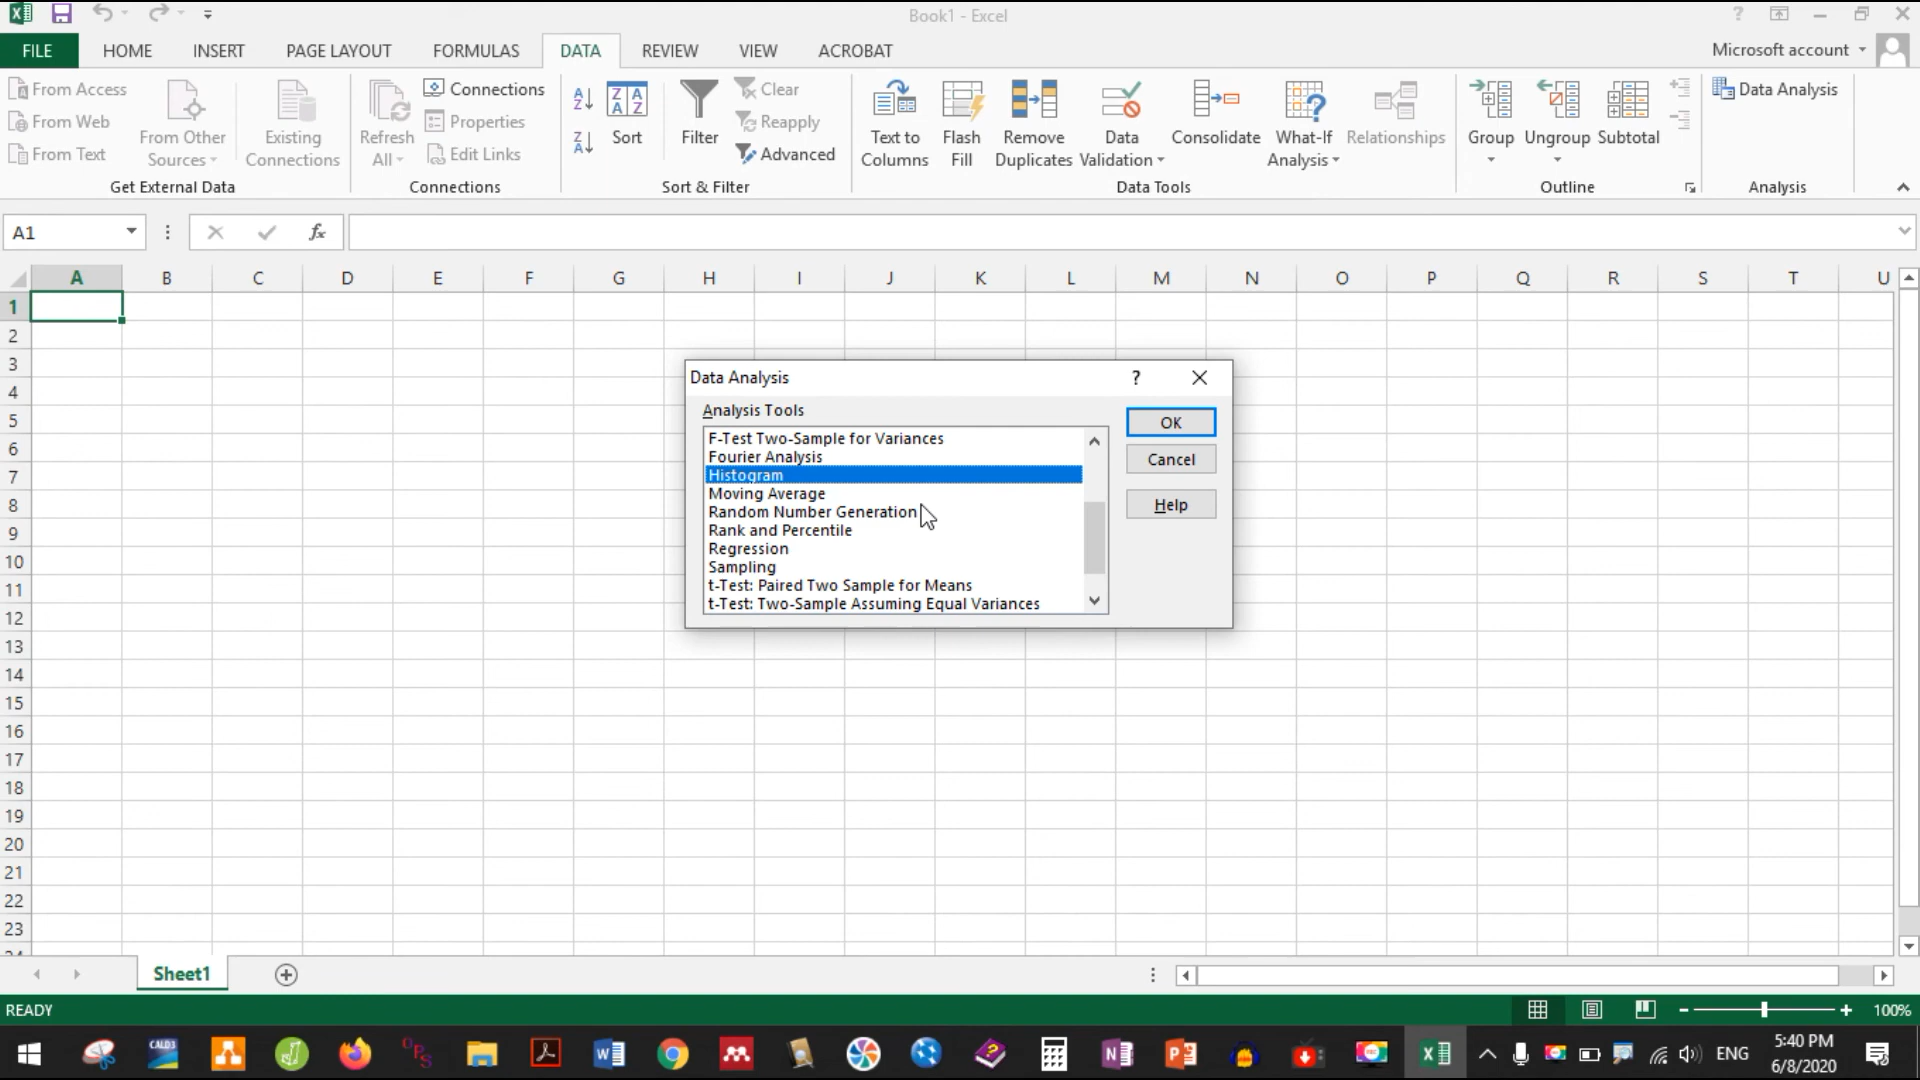 Book1 - Excel
FILE HOME INSERT PAGE LAYOUT FORMULAS DATA REVIEW VIEW ACROBAT Microsoft account
From Access
From Web
From Text
From Other
Sources
Existing
Connections
Get External Data
Refresh
All
Connections
Properties
Edit Links
Connections
Sort
Filter
Clear
Reapply
Advanced
Sort & Filter
Text to
Columns
Flash
Fill
Remove
Duplicates
Data
Validation
Consolidate
What-If
Analysis
Relationships
Data Tools
Group
Ungroup
Subtotal
Outline
Data Analysis
Analysis
A1
fx
A B C D E F G H I J K L M N O P Q R S T U
1
2
3
4
5
6
7
8
9
10
11
12
13
14
15
16
17
18
19
20
21
22
23
Data Analysis ?
Analysis Tools
F-Test Two-Sample for Variances
Fourier Analysis
Histogram
Moving Average
Random Number Generation
Rank and Percentile
Regression
Sampling
t-Test: Paired Two Sample for Means
t-Test: Two-Sample Assuming Equal Variances
OK
Cancel
Help
Sheet1
READY 100%
CALD3
ENG
5:40 PM
6/8/2020